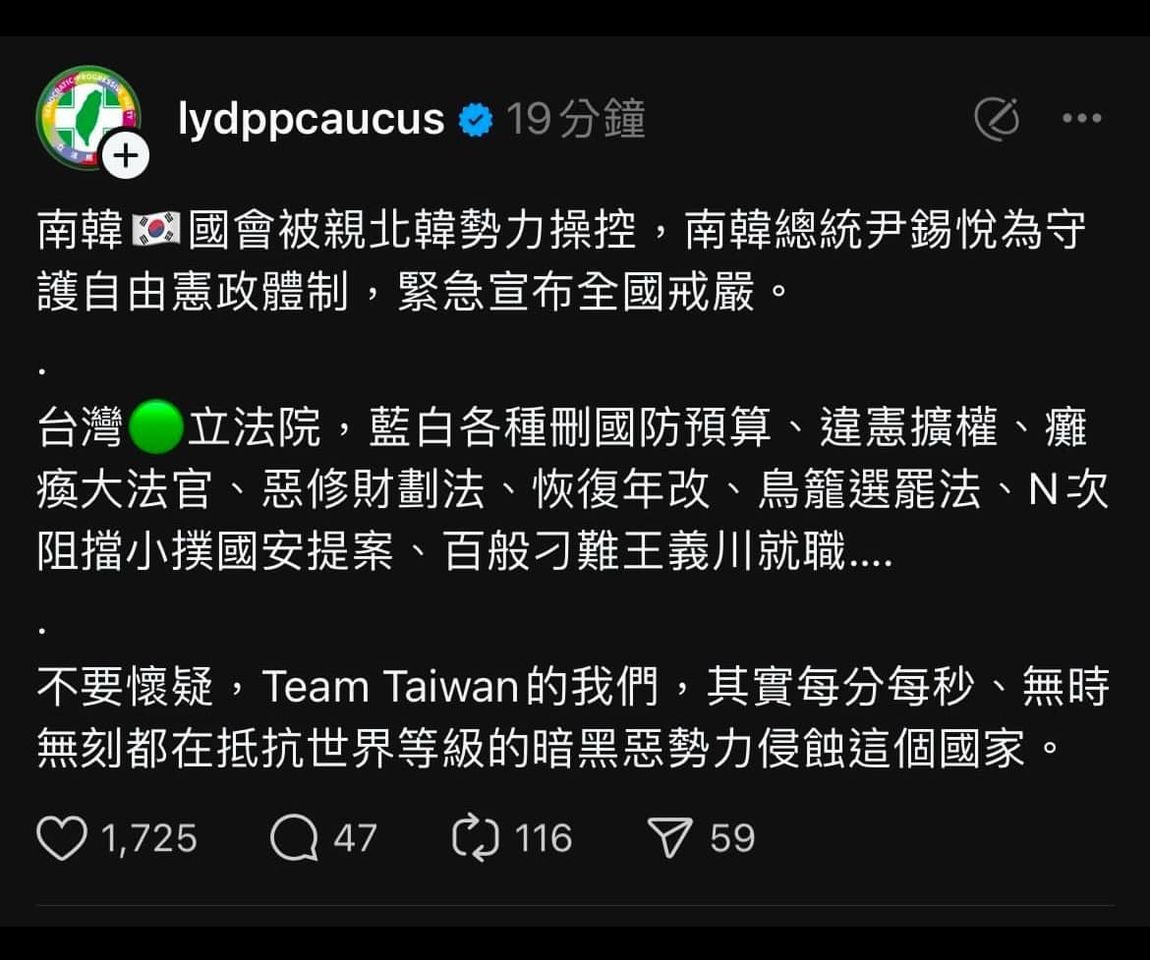 lydppcaucus 19分鐘
南韓🇰🇷國會被親北韓勢力操控，南韓總統尹錫悅為守
護自由憲政體制，緊急宣布全國戒嚴。
.
台灣🟢立法院，藍白各種刪國防預算、違憲擴權、癱
瘓大法官、惡修財劃法、恢復年改、鳥籠選罷法、N次
阻擋小撲國安提案、百般刁難王義川就職....
.
不要懷疑，Team Taiwan的我們，其實每分每秒、無時
無刻都在抵抗世界等級的暗黑惡勢力侵蝕這個國家。
1,725 47 116 59